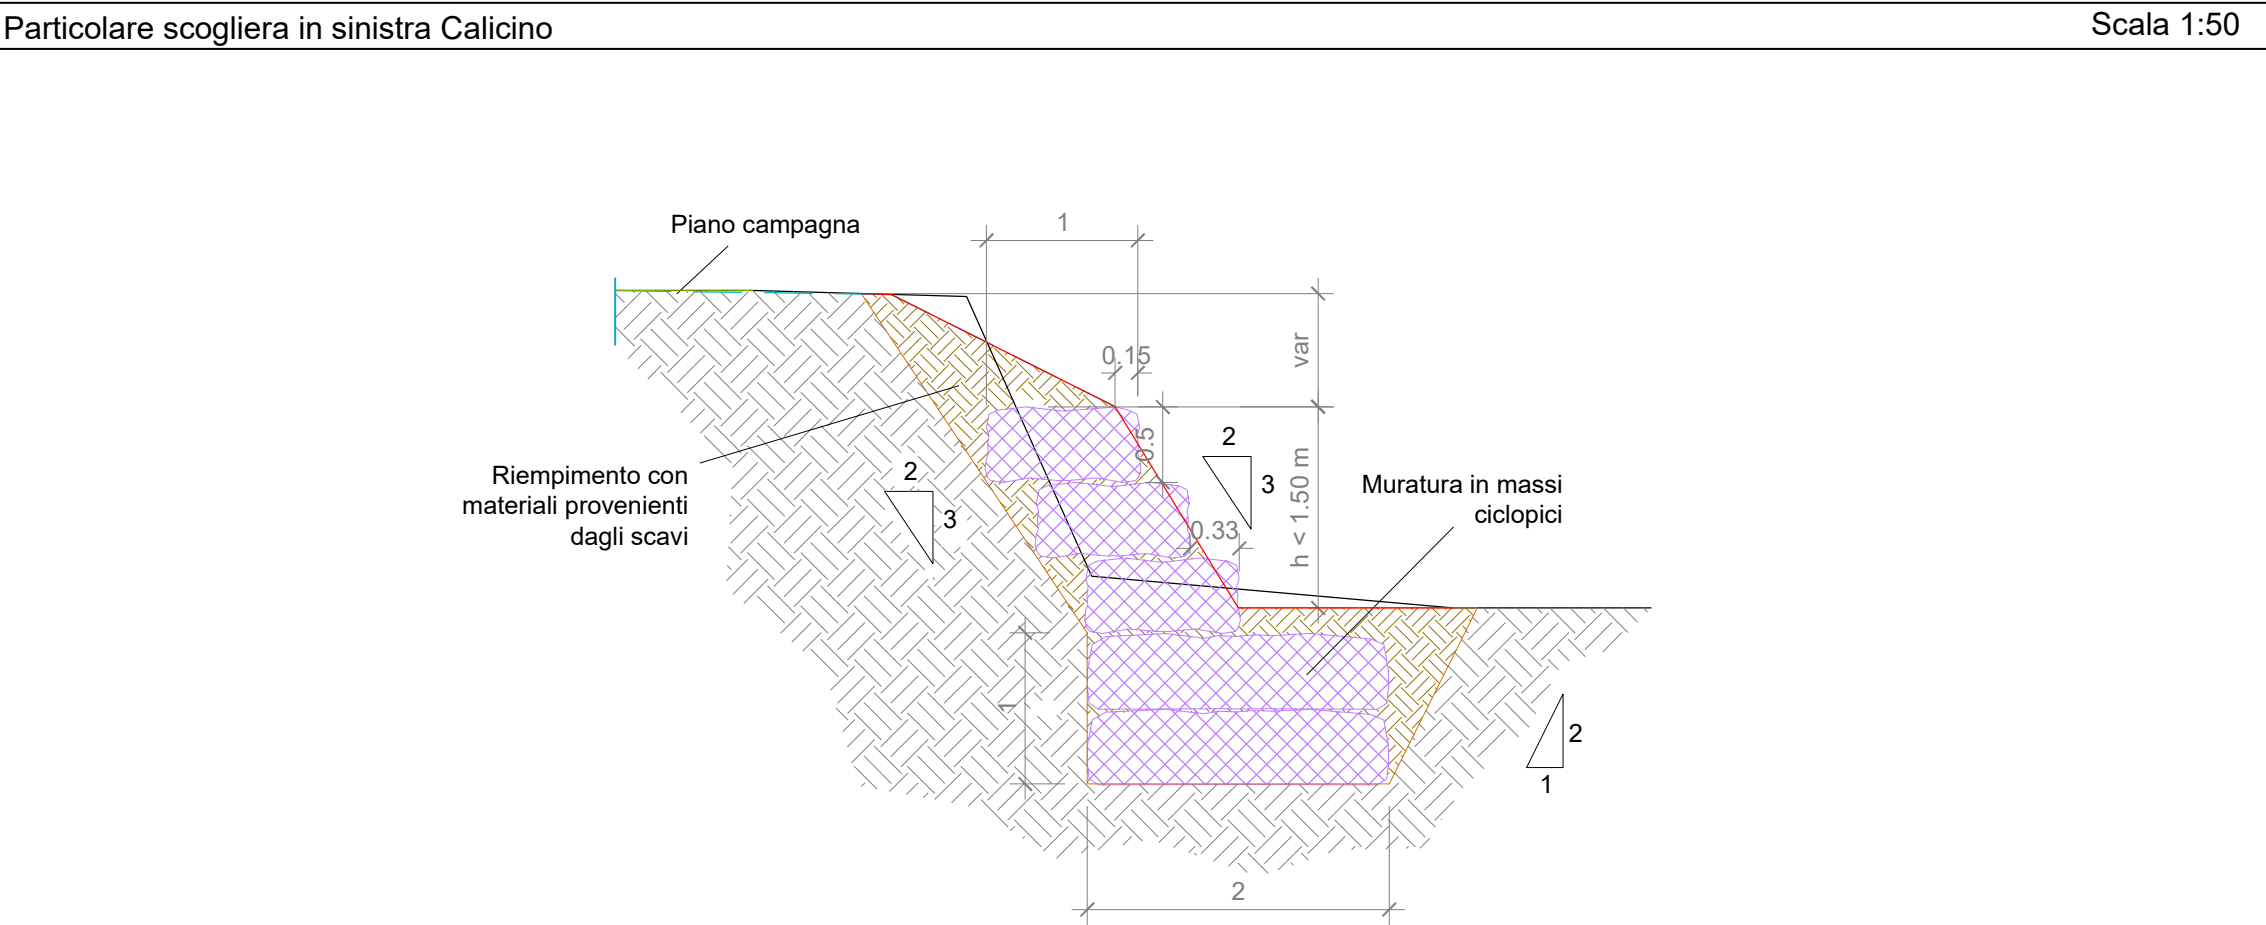 Particolare scogliera in sinistra Calicino
Scala 1:50
1
Piano campagna
var
0.15
0.5
2
3
h < 1.50 m
Muratura in massi
ciclopici
Riempimento con
materiali provenienti
dagli scavi
2
3
0.33
1
2
1
2